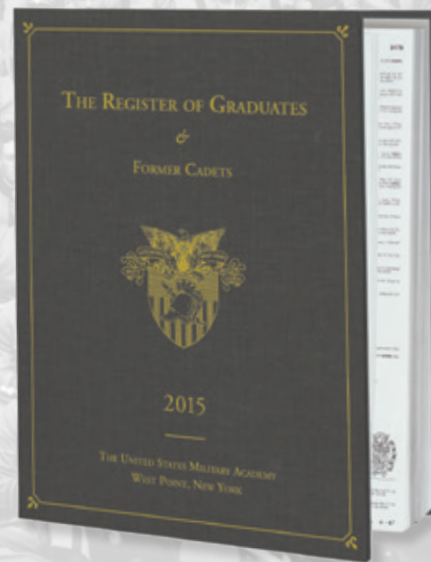 THE REGISTER OF GRADUATES
&
FORMER CADETS
2015
THE UNITED STATES MILITARY ACADEMY
WEST POINT, NEW YORK